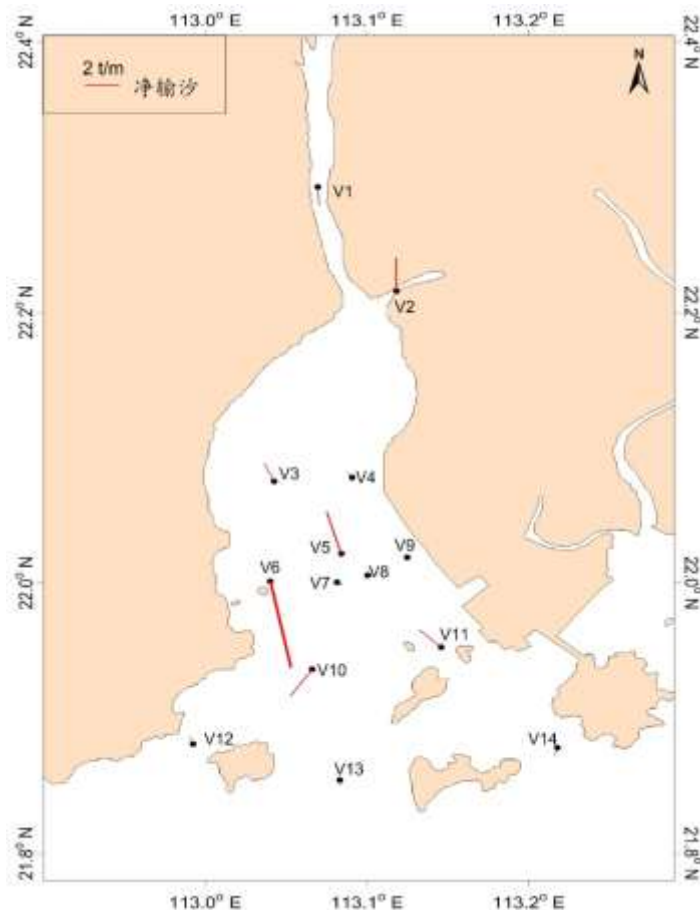 113.0° E 113.1° E 113.2° E
22.4° N 22.4° N
2 t/m
净输沙
N
V1
V2
22.2° N 22.2° N
V3 V4
V5 V9
V6 V7 V8
22.0° N 22.0° N
V11
V10
V12 V14
V13
21.8° N 21.8° N
113.0° E 113.1° E 113.2° E